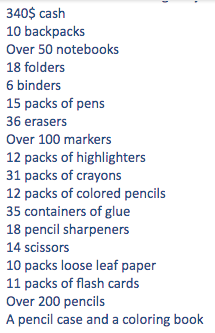 340$ cash
10 backpacks
Over 50 notebooks
18 folders
6 binders
15 packs of pens
36 erasers
Over 100 markers
12 packs of highlighters
31 packs of crayons
12 packs of colored pencils
35 containers of glue
18 pencil sharpeners
14 scissors
10 packs loose leaf paper
11 packs of flash cards
Over 200 pencils
A pencil case and a coloring book